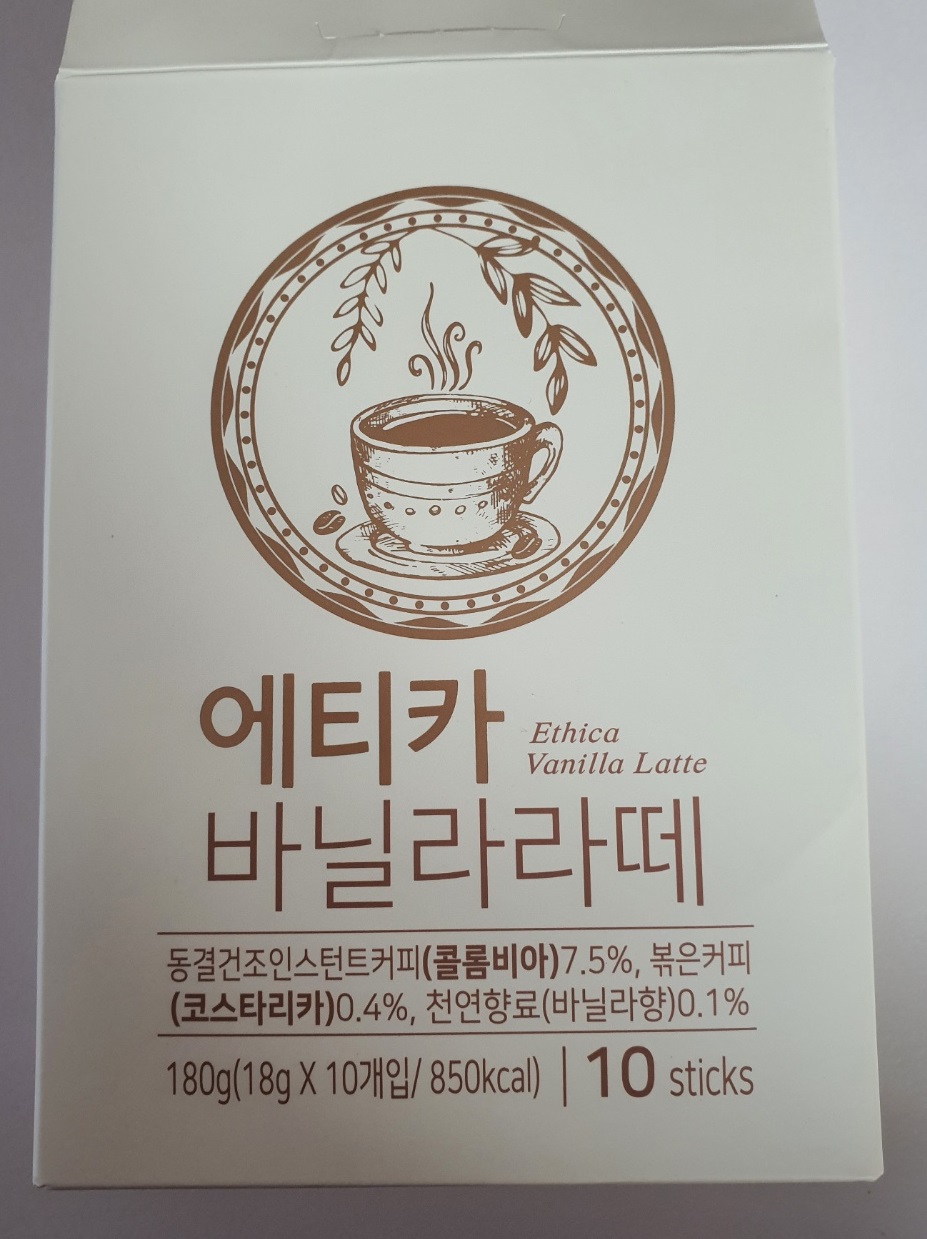 에티카
Ethica
Vanilla Latte
바닐라라떼
동결건조인스턴트커피(콜롬비아)7.5%, 볶은커피
(코스타리카)0.4%, 천연향료(바닐라향)0.1%
180g(18g X 10개입/ 850kcal) | 10 sticks